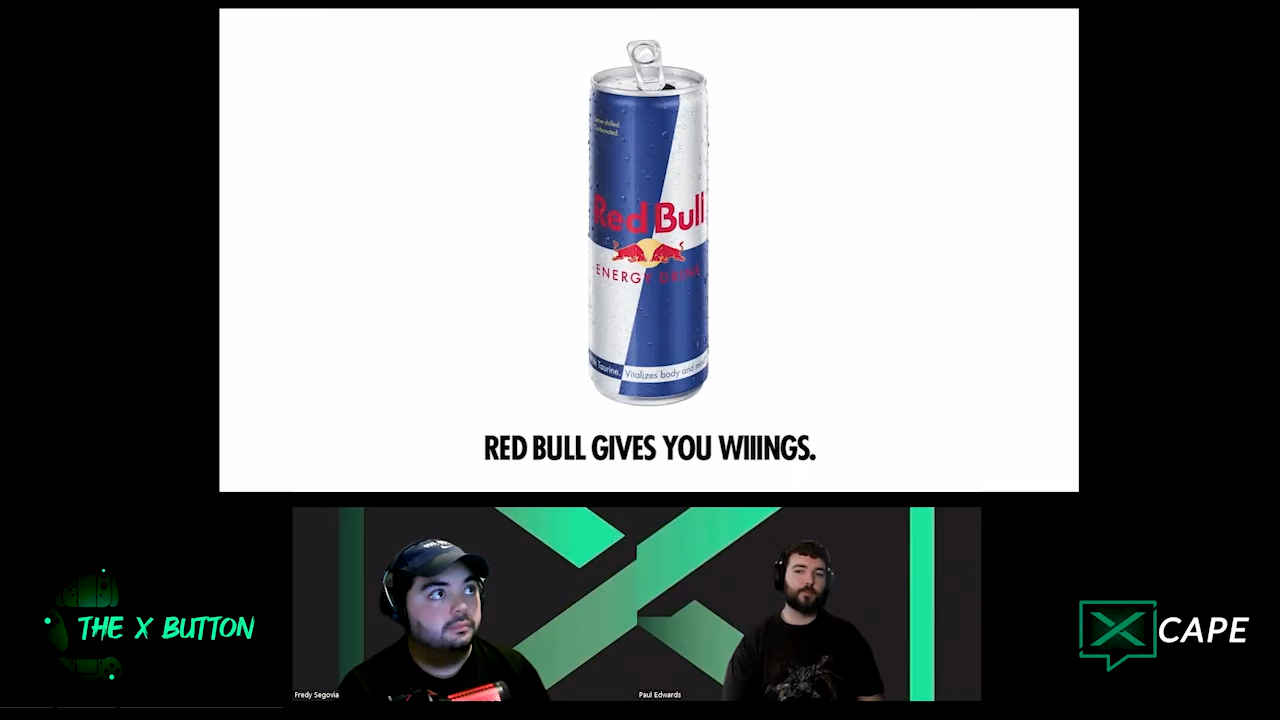 Red Bull
ENERGY DRINK
Taurine. Vitalizes body and
RED BULL GIVES YOU WIIINGS.
THE X BUTTON
Fredy Segovia
Paul Edwards
X CAPE